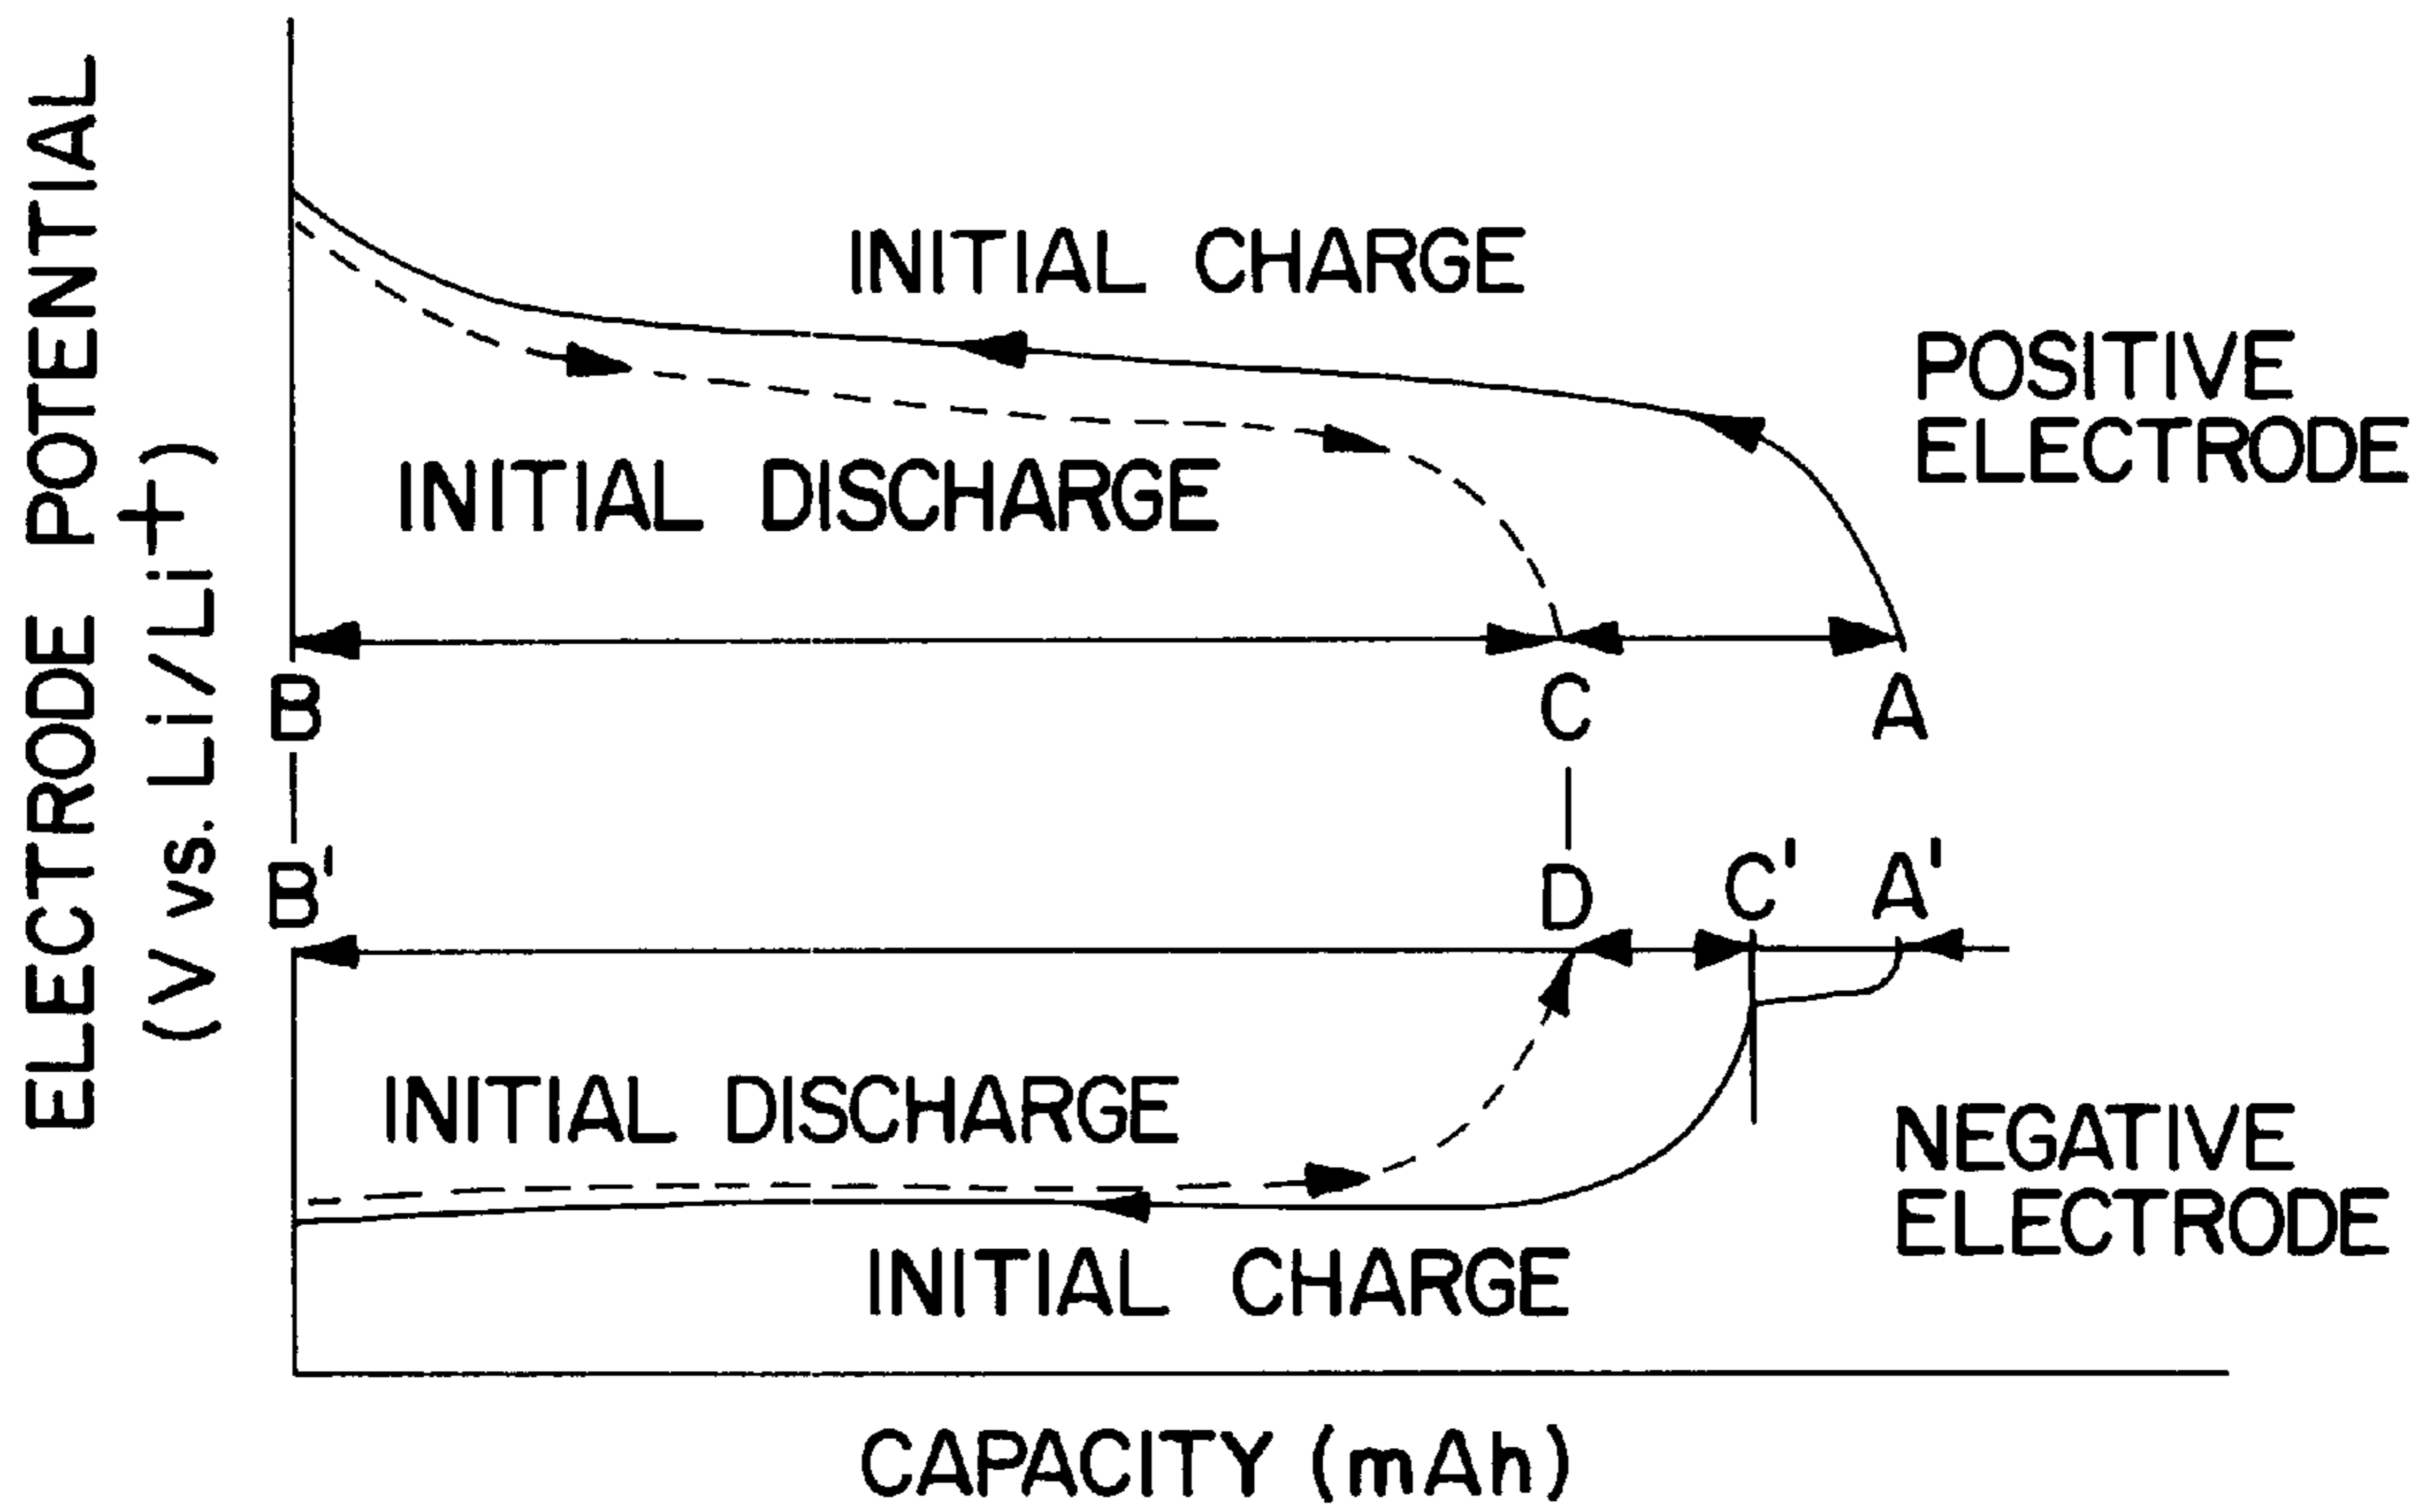 ELECTRODE POTENTIAL
(V vs. Li/Li+)
INITIAL CHARGE
POSITIVE
ELECTRODE
INITIAL DISCHARGE
B
C
A
B'
D
C'
A'
INITIAL DISCHARGE
NEGATIVE
ELECTRODE
INITIAL CHARGE
CAPACITY (mAh)